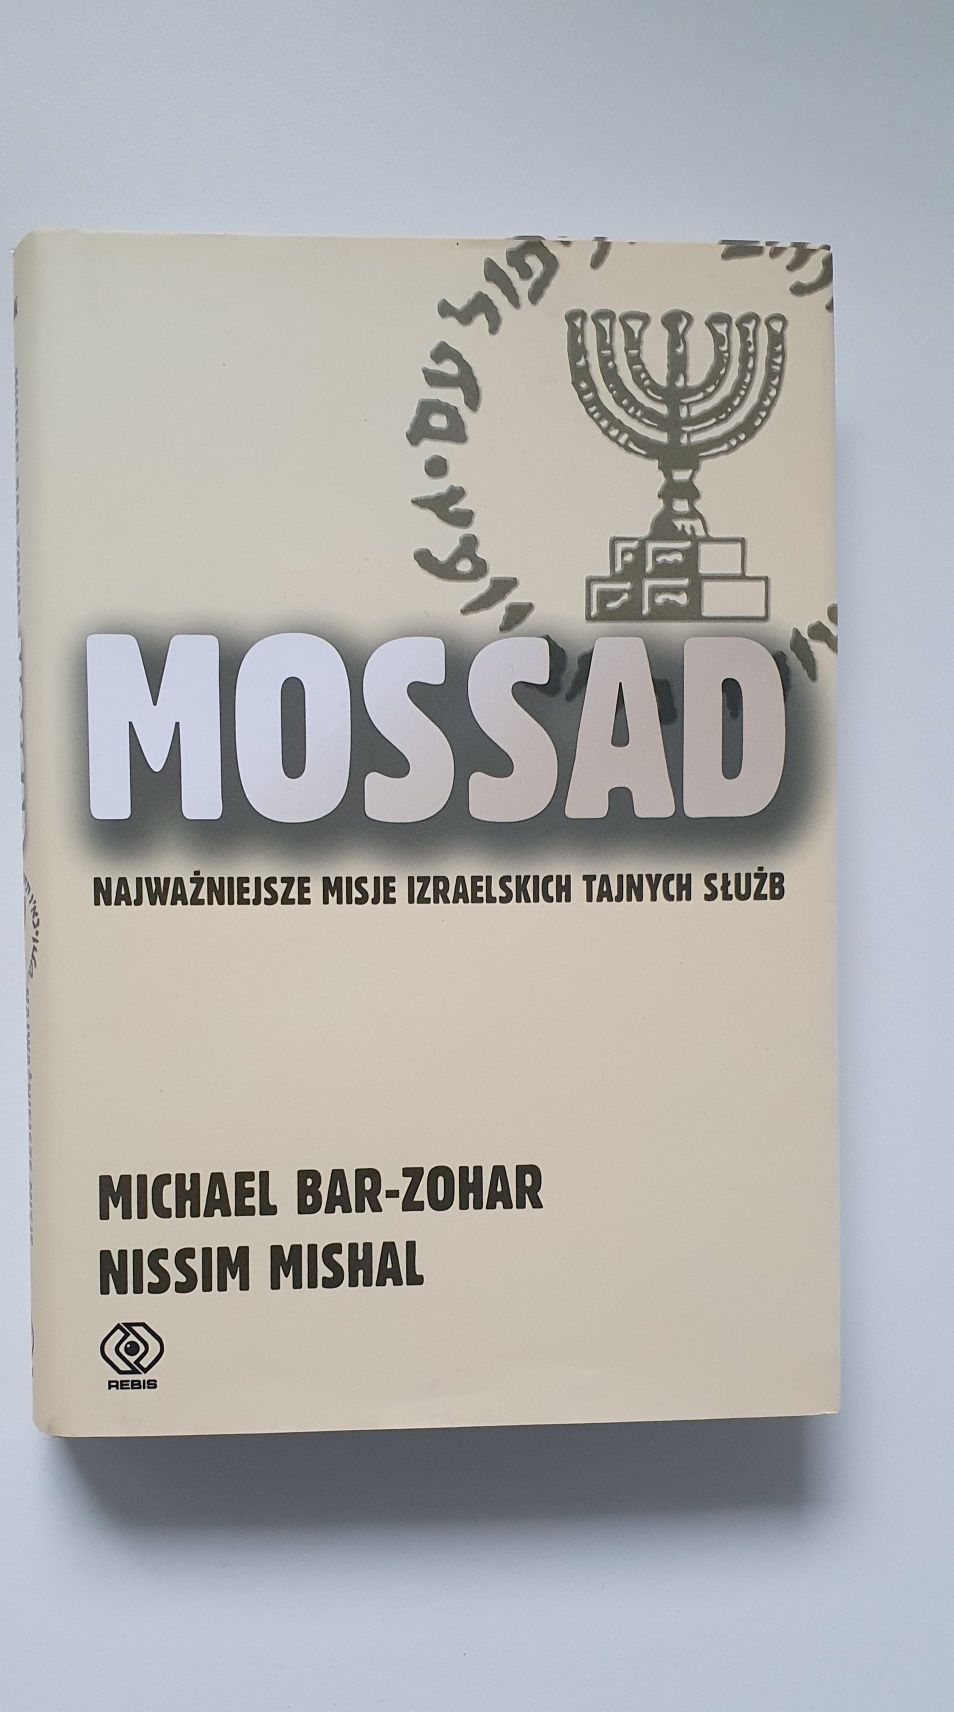 MOSSAD
NAJWAŻNIEJSZE MISJE IZRAELSKICH TAJNYCH SŁUŻB
MICHAEL BAR-ZOHAR
NISSIM MISHAL
REBIS